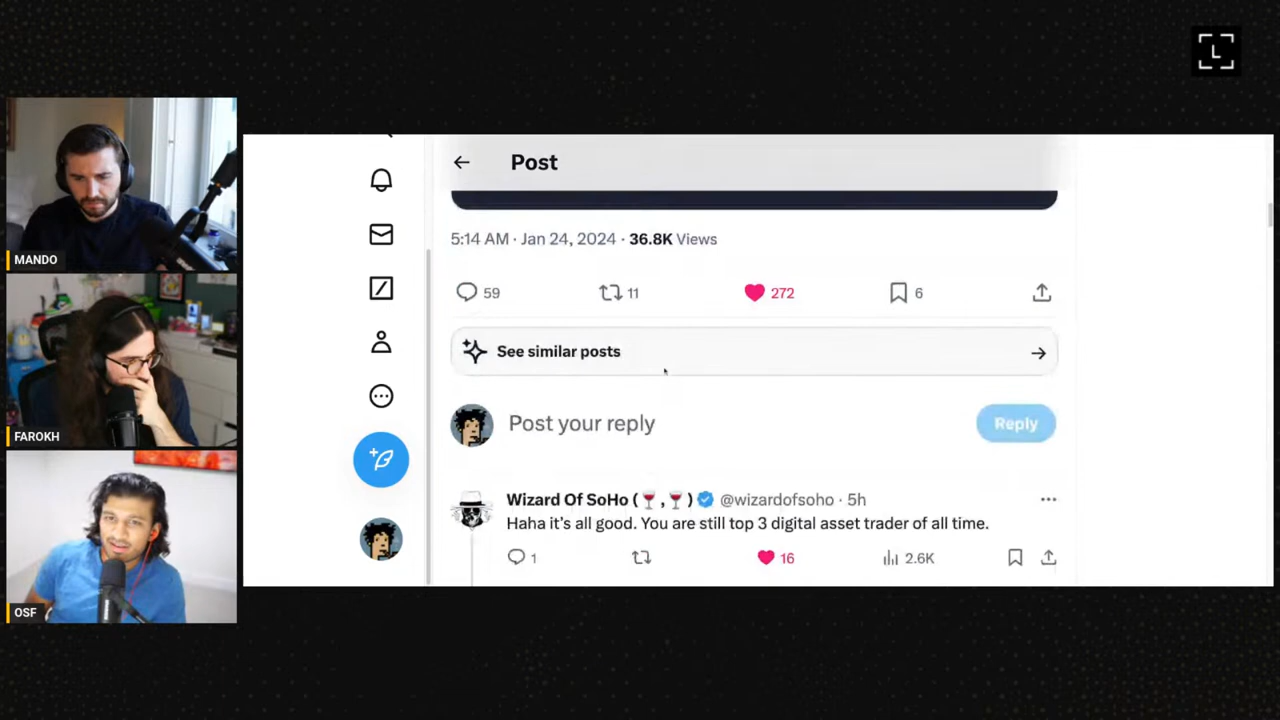 L
MANDO
FAROKH
OSF
Post
5:14 AM · Jan 24, 2024 · 36.8K Views
59 11 272 6
See similar posts
Post your reply
Reply
Wizard Of SoHo (🍷,🍷) @wizardofsoho · 5h
Haha it's all good. You are still top 3 digital asset trader of all time.
1 16 2.6K